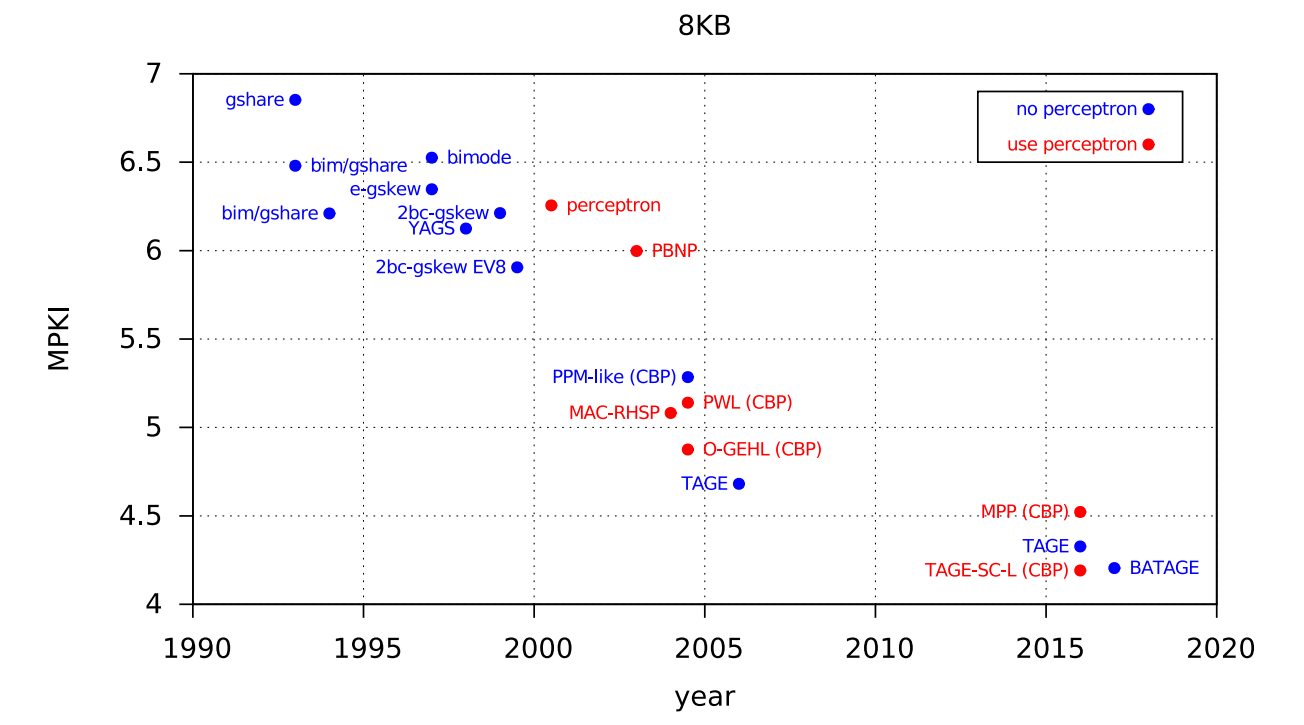 8KB
7
gshare
no perceptron
use perceptron
6.5
bimode
bim/gshare
e-gskew
perceptron
bim/gshare
2bc-gskew
YAGS
6
PBNP
2bc-gskew EV8
MPKI
5.5
PPM-like (CBP)
PWL (CBP)
MAC-RHSP
5
O-GEHL (CBP)
TAGE
4.5
MPP (CBP)
TAGE
TAGE-SC-L (CBP)
BATAGE
4
1990
1995
2000
2005
2010
2015
2020
year